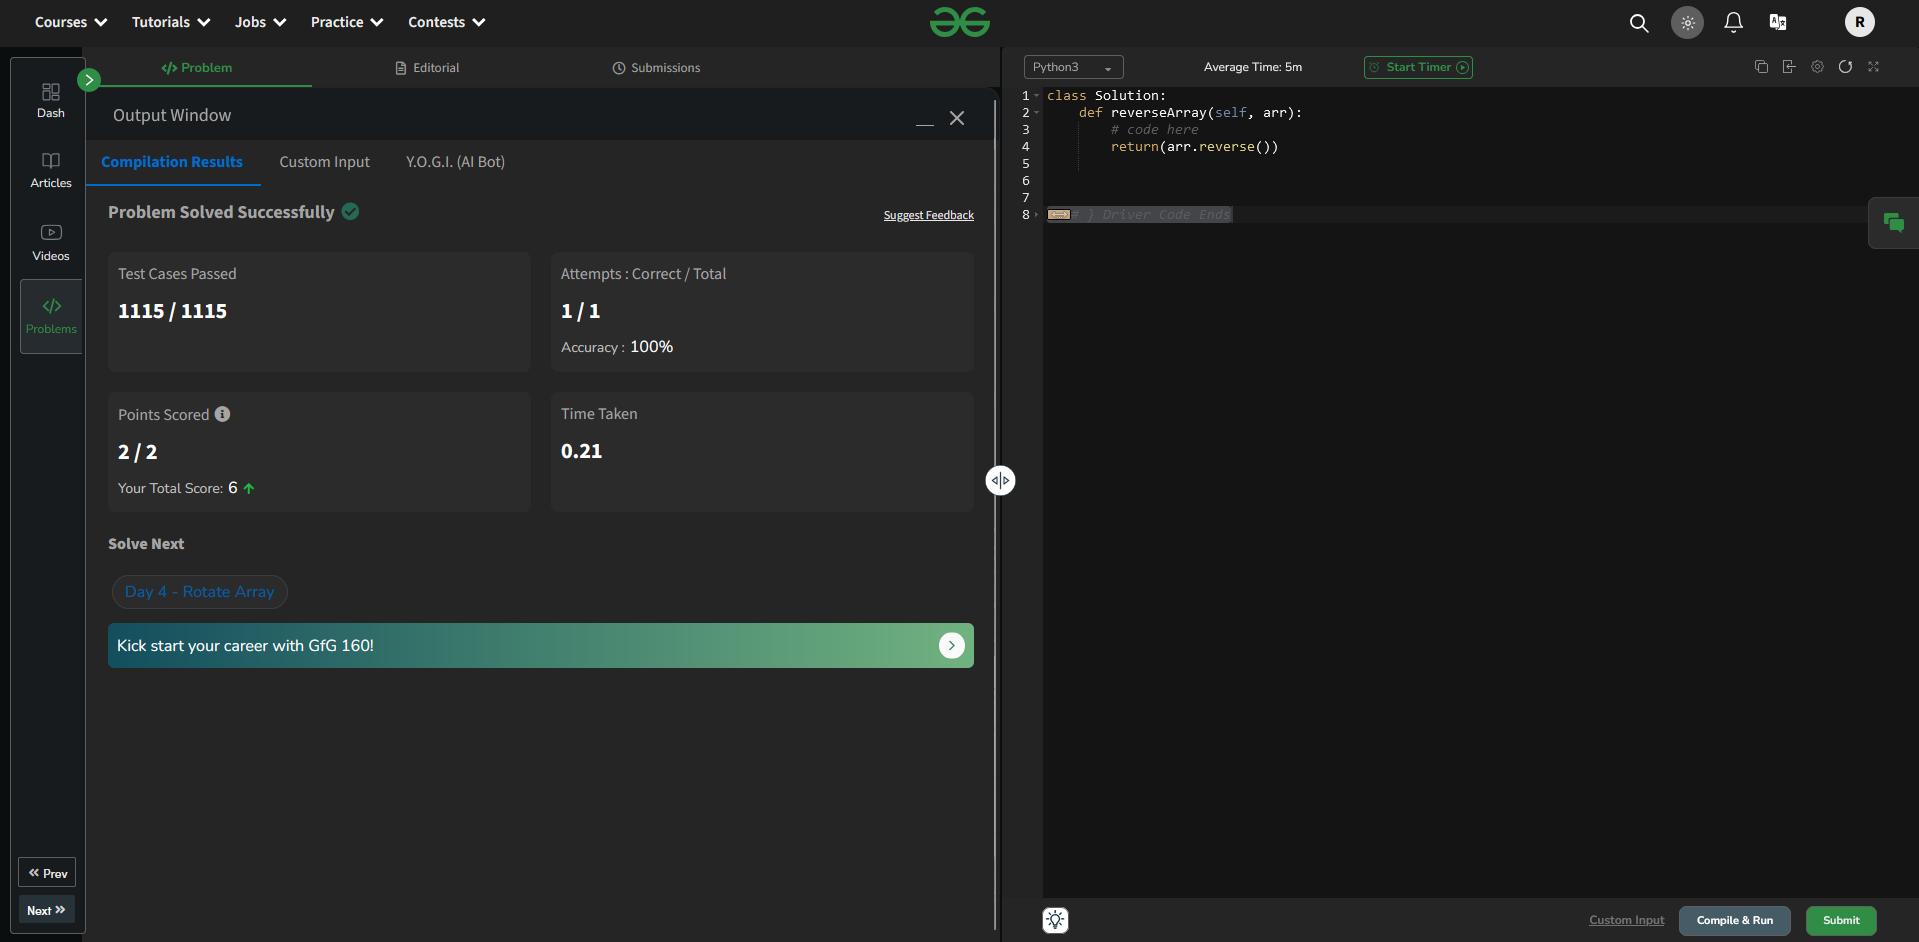 Courses Tutorials Jobs Practice Contests
R
Dash
Articles
Videos
Problems
Prev
Next
Problem Editorial Submissions
Output Window
Compilation Results Custom Input Y.O.G.I. (AI Bot)
Problem Solved Successfully
Suggest Feedback
Test Cases Passed
1115 / 1115
Attempts : Correct / Total
1 / 1
Accuracy : 100%
Points Scored
2 / 2
Your Total Score: 6
Time Taken
0.21
Solve Next
Day 4 - Rotate Array
Kick start your career with GfG 160!
Python3 Average Time: 5m Start Timer
1 class Solution:
2 def reverseArray(self, arr):
3 # code here
4 return(arr.reverse())
5
6
7
8 # } Driver Code Ends
Custom Input Compile & Run Submit